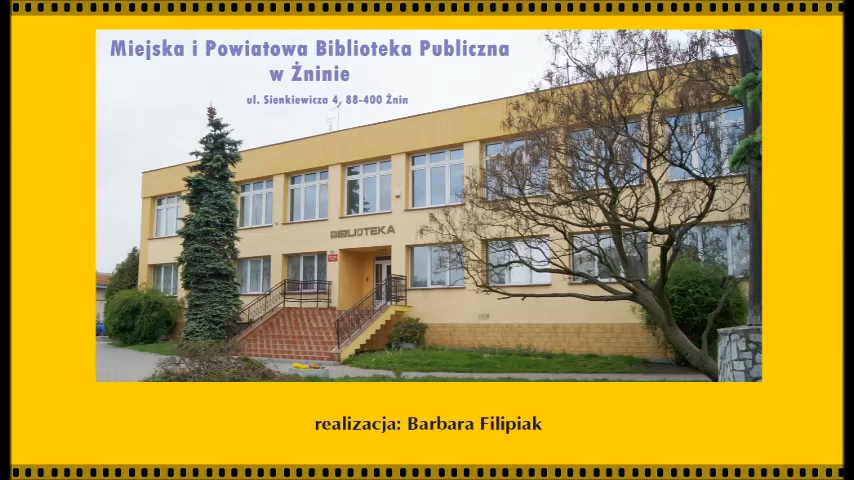 Miejska i Powiatowa Biblioteka Publiczna
w Żninie
ul. Sienkiewicza 4, 88-400 Żnin
BIBLIOTEKA
realizacja: Barbara Filipiak